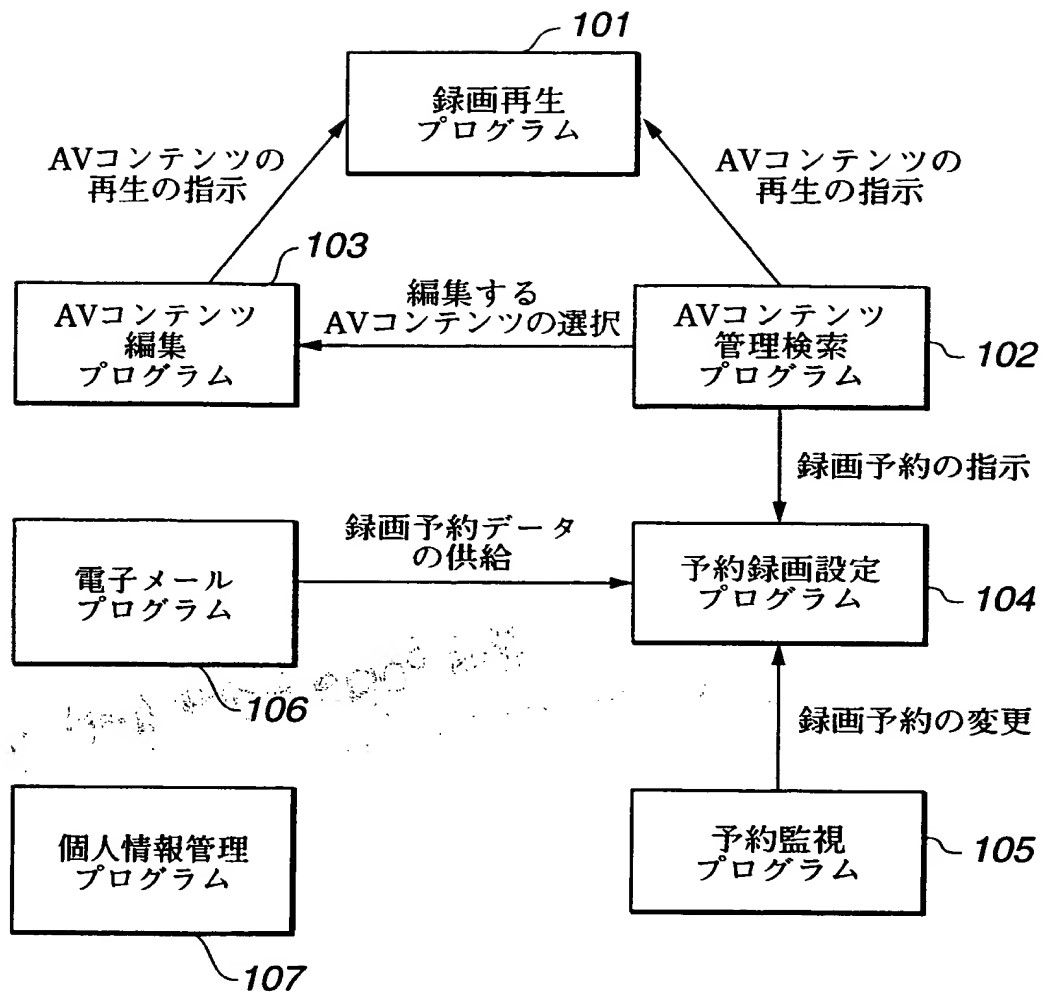 101
録画再生
プログラム
AVコンテンツの
再生の指示
AVコンテンツの
再生の指示
103
AVコンテンツ
編集
プログラム
編集する
AVコンテンツの選択
AVコンテンツ
管理検索
プログラム
102
録画予約の指示
電子メール
プログラム
106
録画予約データ
の供給
予約録画設定
プログラム
104
録画予約の変更
個人情報管理
プログラム
107
予約監視
プログラム
105